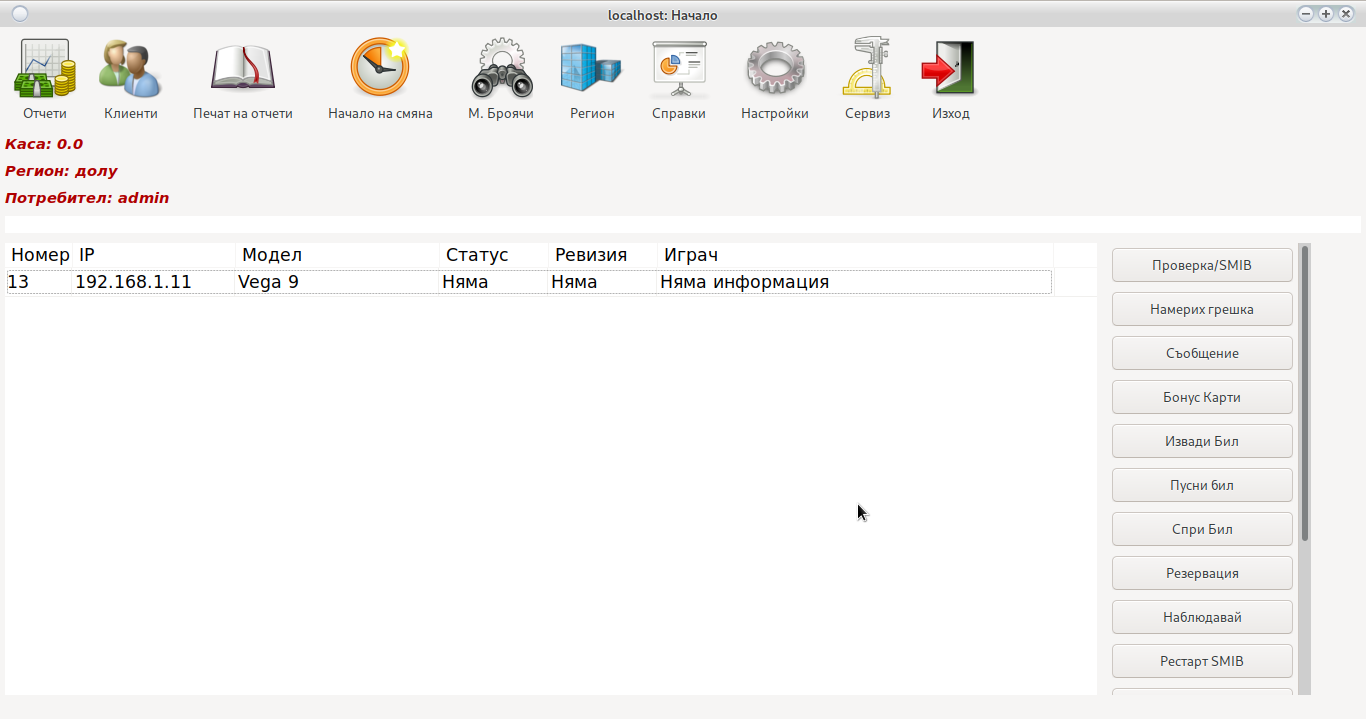 localhost: Начало
Отчети Клиенти Печат на отчети Начало на смяна М. Броячи Регион Справки Настройки Сервиз Изход
Каса: 0.0
Регион: долу
Потребител: admin
Номер IP Модел Статус Ревизия Играч
13 192.168.1.11 Vega 9 Няма Няма Няма информация
Проверка/SMIB
Намерих грешка
Съобщение
Бонус Карти
Извади Бил
Пусни бил
Спри Бил
Резервация
Наблюдавай
Рестарт SMIB